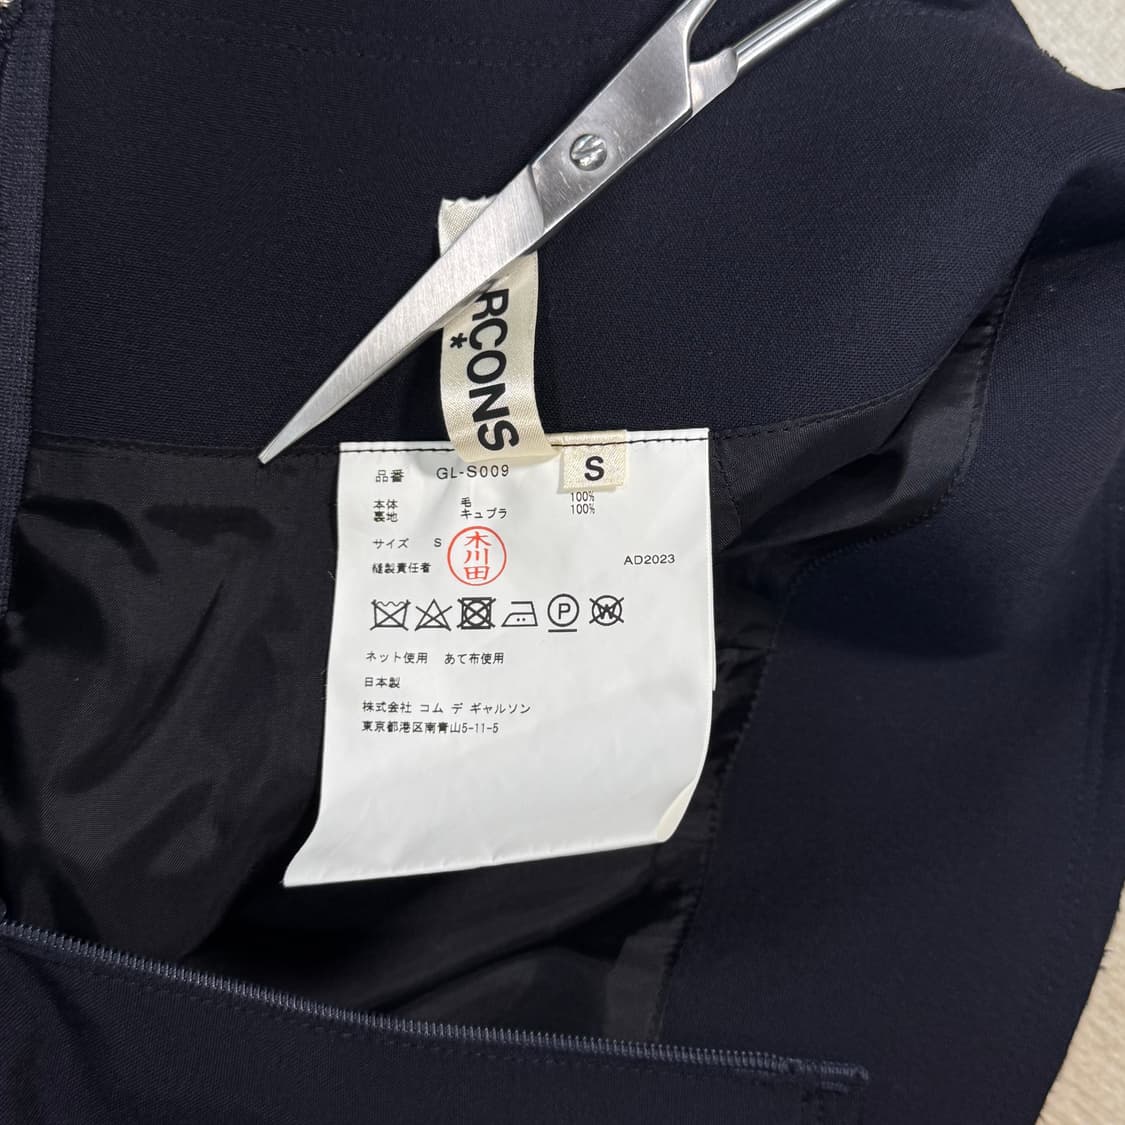 RCONS
*
S
品番 GL-S009
本体 毛 100%
裏地 キュプラ 100%
サイズ S
縫製責任者 木川田
AD2023
P
W
ネット使用 あて布使用
日本製
株式会社 コム デ ギャルソン
東京都港区南青山5-11-5